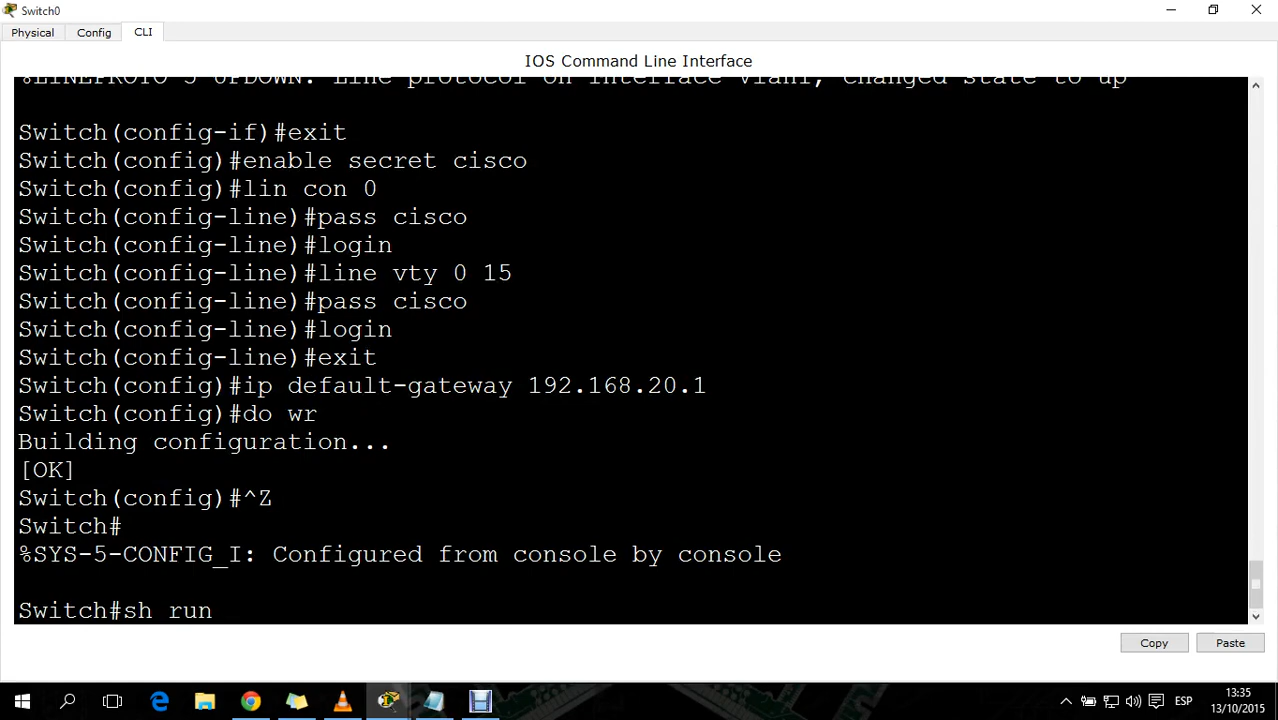 Switch0
Physical
Config
CLI
IOS Command Line Interface
%LINEPROTO-5-UPDOWN: Line protocol on Interface Vlan1, changed state to up
Switch(config-if)#exit
Switch(config)#enable secret cisco
Switch(config)#lin con 0
Switch(config-line)#pass cisco
Switch(config-line)#login
Switch(config-line)#line vty 0 15
Switch(config-line)#pass cisco
Switch(config-line)#login
Switch(config-line)#exit
Switch(config)#ip default-gateway 192.168.20.1
Switch(config)#do wr
Building configuration...
[OK]
Switch(config)#^Z
Switch#
%SYS-5-CONFIG_I: Configured from console by console
Switch#sh run
Copy
Paste
ESP
13:35
13/10/2015